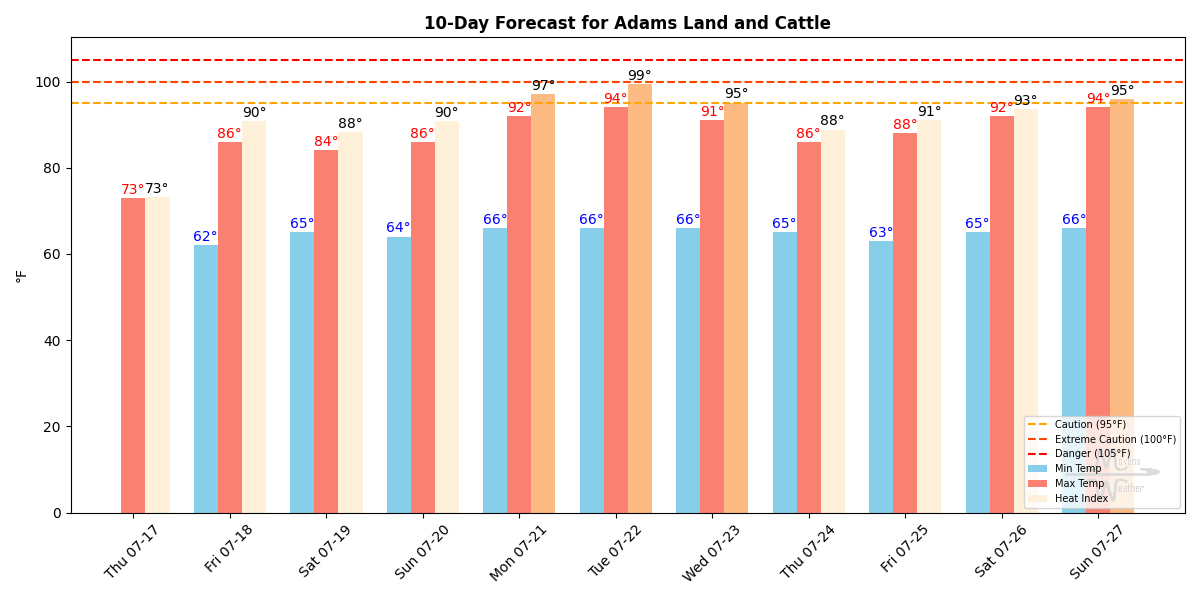 10-Day Forecast for Adams Land and Cattle
°F
100
80
60
40
20
0
73° 73°
62° 86° 90°
65° 84° 88°
64° 86° 90°
66° 92° 97°
66° 94° 99°
66° 91° 95°
65° 86° 88°
63° 88° 91°
65° 92° 93°
66° 94° 95°
Caution (95°F)
Extreme Caution (100°F)
Danger (105°F)
Min Temp
Max Temp
Heat Index
Thu 07-17
Fri 07-18
Sat 07-19
Sun 07-20
Mon 07-21
Tue 07-22
Wed 07-23
Thu 07-24
Fri 07-25
Sat 07-26
Sun 07-27